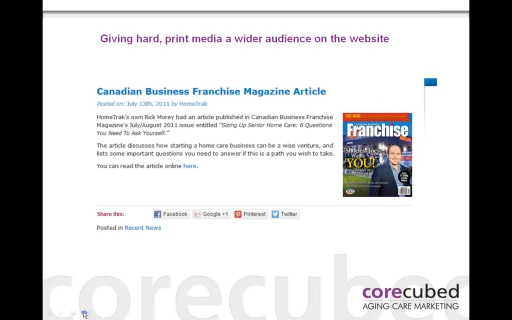 Giving hard, print media a wider audience on the website
Canadian Business Franchise Magazine Article
Posted on: July 13th, 2011 by HomeTrak
HomeTrak's own Rick Morey had an article published in Canadian Business Franchise
Magazine's July/August 2011 issue entitled "Sizing Up Senior Home Care: 6 Questions
You Need To Ask Yourself."
The article discusses how starting a home care business can be a wise venture, and
lists some important questions you need to answer if this is a path you wish to take.
You can read the article online here.
Franchise
YOU!
Share this:
Facebook
Google +1
Pinterest
Twitter
Posted in Recent News
corecubed
corecubed
AGING CARE MARKETING